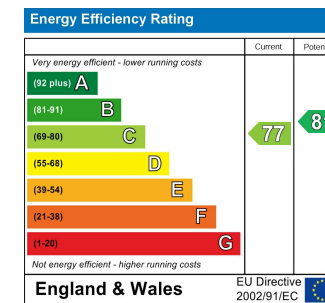 Energy Efficiency Rating
Current
Very energy efficient - lower running costs
(92 plus) A
(81-91) B
(69-80) C
77
(55-68) D
(39-54) E
(21-38) F
(1-20) G
Not energy efficient - higher running costs
England & Wales
EU Directive
2002/91/EC